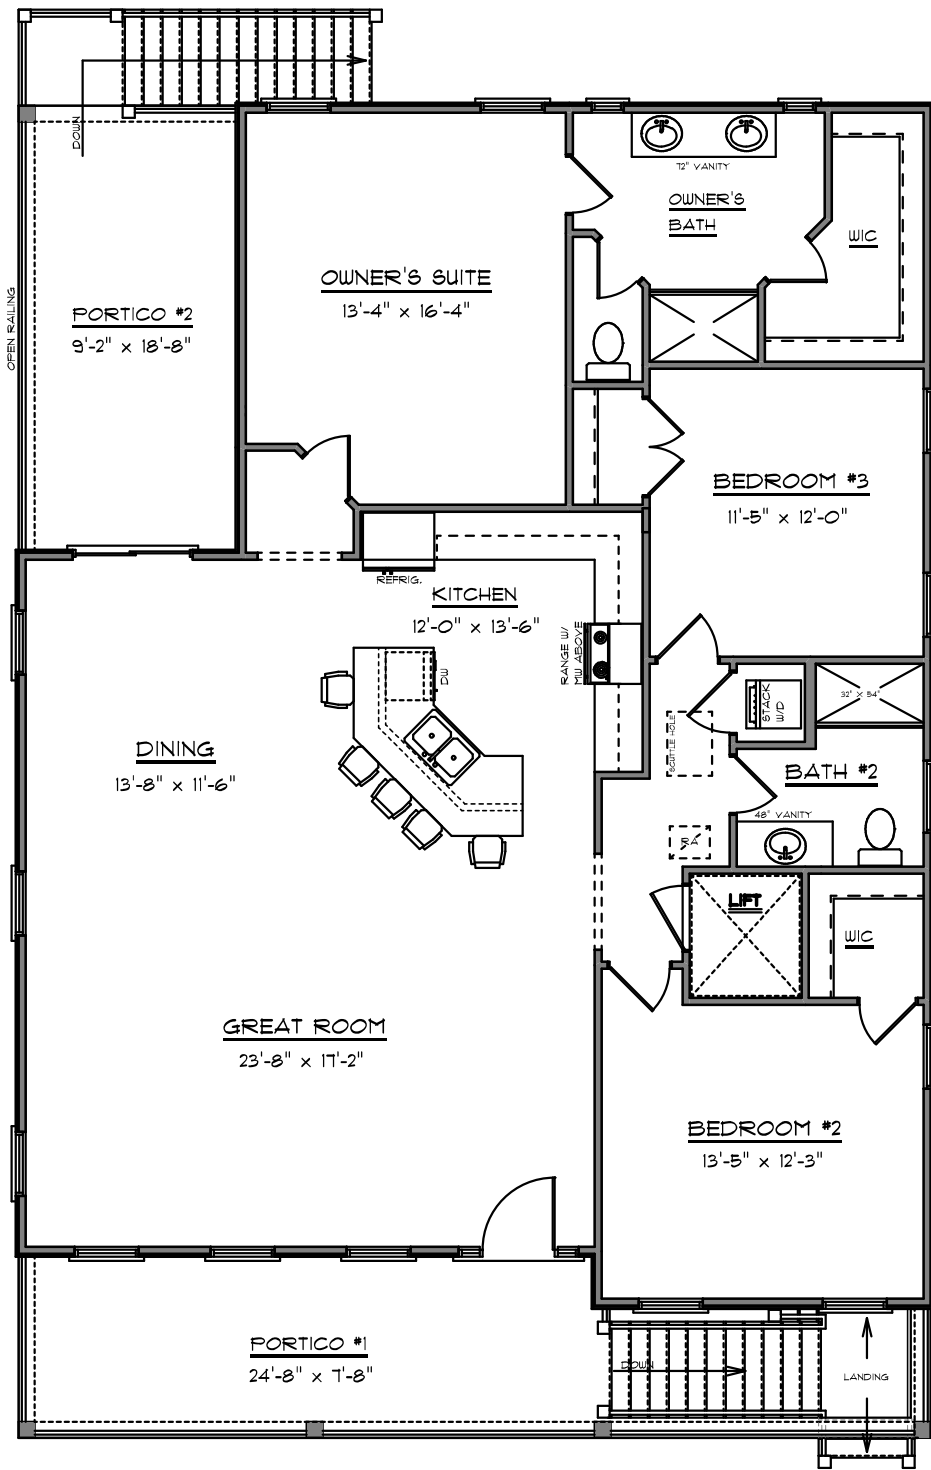 DOWN
72" VANITY
OWNER'S
BATH
WIC
OWNER'S SUITE
13'-4" x 16'-4"
OPEN RAILING
PORTICO #2
9'-2" x 18'-8"
BEDROOM #3
11'-5" x 12'-0"
REFRIG.
KITCHEN
12'-0" x 13'-6"
RANGE W/
MW ABOVE
DW
STACK
W/D
32" x 54"
SCUTTLE HOLE
DINING
13'-8" x 11'-6"
BATH #2
48" VANITY
RA
LIFT
WIC
GREAT ROOM
23'-8" x 17'-2"
BEDROOM #2
13'-5" x 12'-3"
PORTICO #1
24'-8" x 7'-8"
DOWN
LANDING